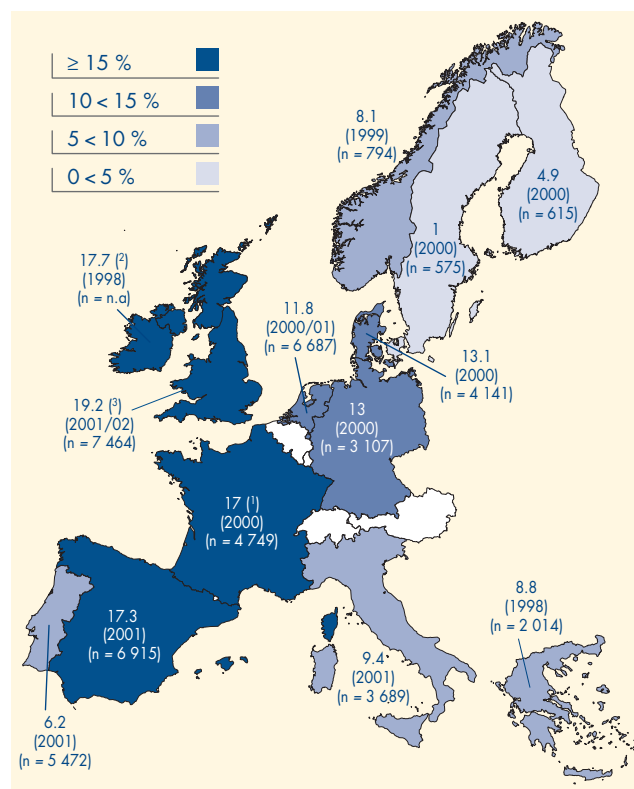 ≥ 15 %
10 < 15 %
5 < 10 %
0 < 5 %
8.1
(1999)
(n = 794)
4.9
(2000)
(n = 615)
1
(2000)
(n = 575)
17.7 (²)
(1998)
(n = n.a)
11.8
(2000/01)
(n = 6 687)
13.1
(2000)
(n = 4 141)
19.2 (³)
(2001/02)
(n = 7 464)
13
(2000)
(n = 3 107)
17 (¹)
(2000)
(n = 4 749)
17.3
(2001)
(n = 6 915)
8.8
(1998)
(n = 2 014)
9.4
(2001)
(n = 3 689)
6.2
(2001)
(n = 5 472)